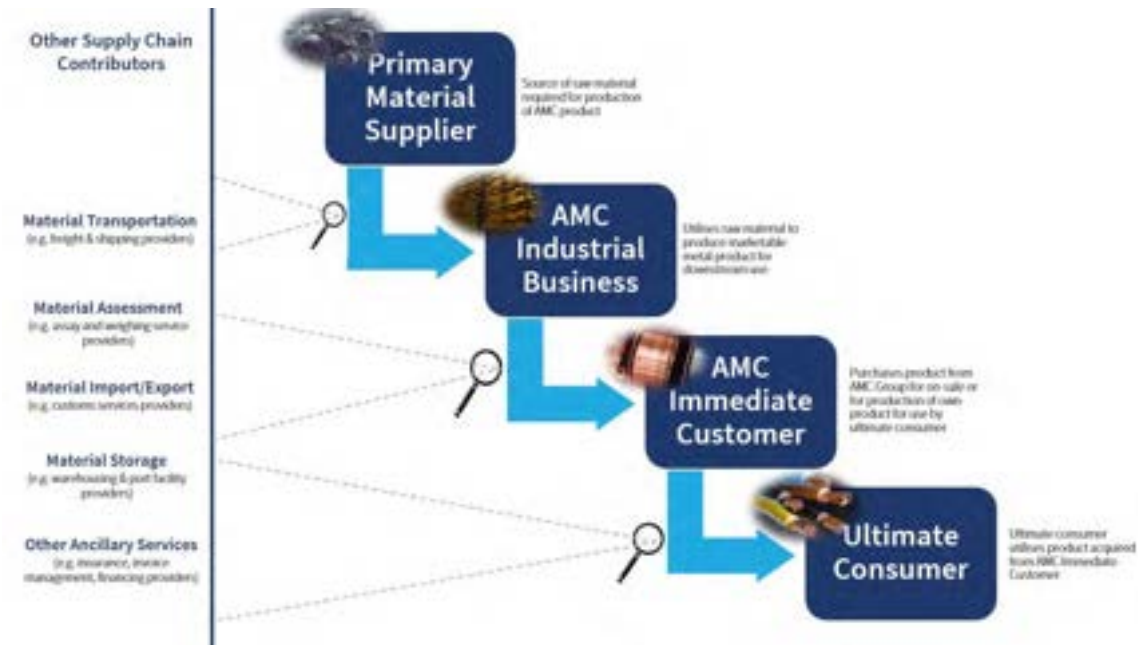 Other Supply Chain
Contributors
Material Transportation
(e.g. freight & shipping providers)
Material Assessment
(e.g. assay and weighing service
providers)
Material Import/Export
(e.g. customs services providers)
Material Storage
(e.g. warehousing & port facility
providers)
Other Ancillary Services
(e.g. insurance, invoice
management, financing providers)
Primary
Material
Supplier
Source of raw material
required for production
of AMC product
AMC
Industrial
Business
Utilises raw material to
produce marketable
metal product for
downstream use
AMC
Immediate
Customer
Purchases product from
AMC Group for on-sale or
for production of own
product for use by
ultimate consumer
Ultimate
Consumer
Ultimate consumer
utilises product acquired
from AMC Immediate
Customer